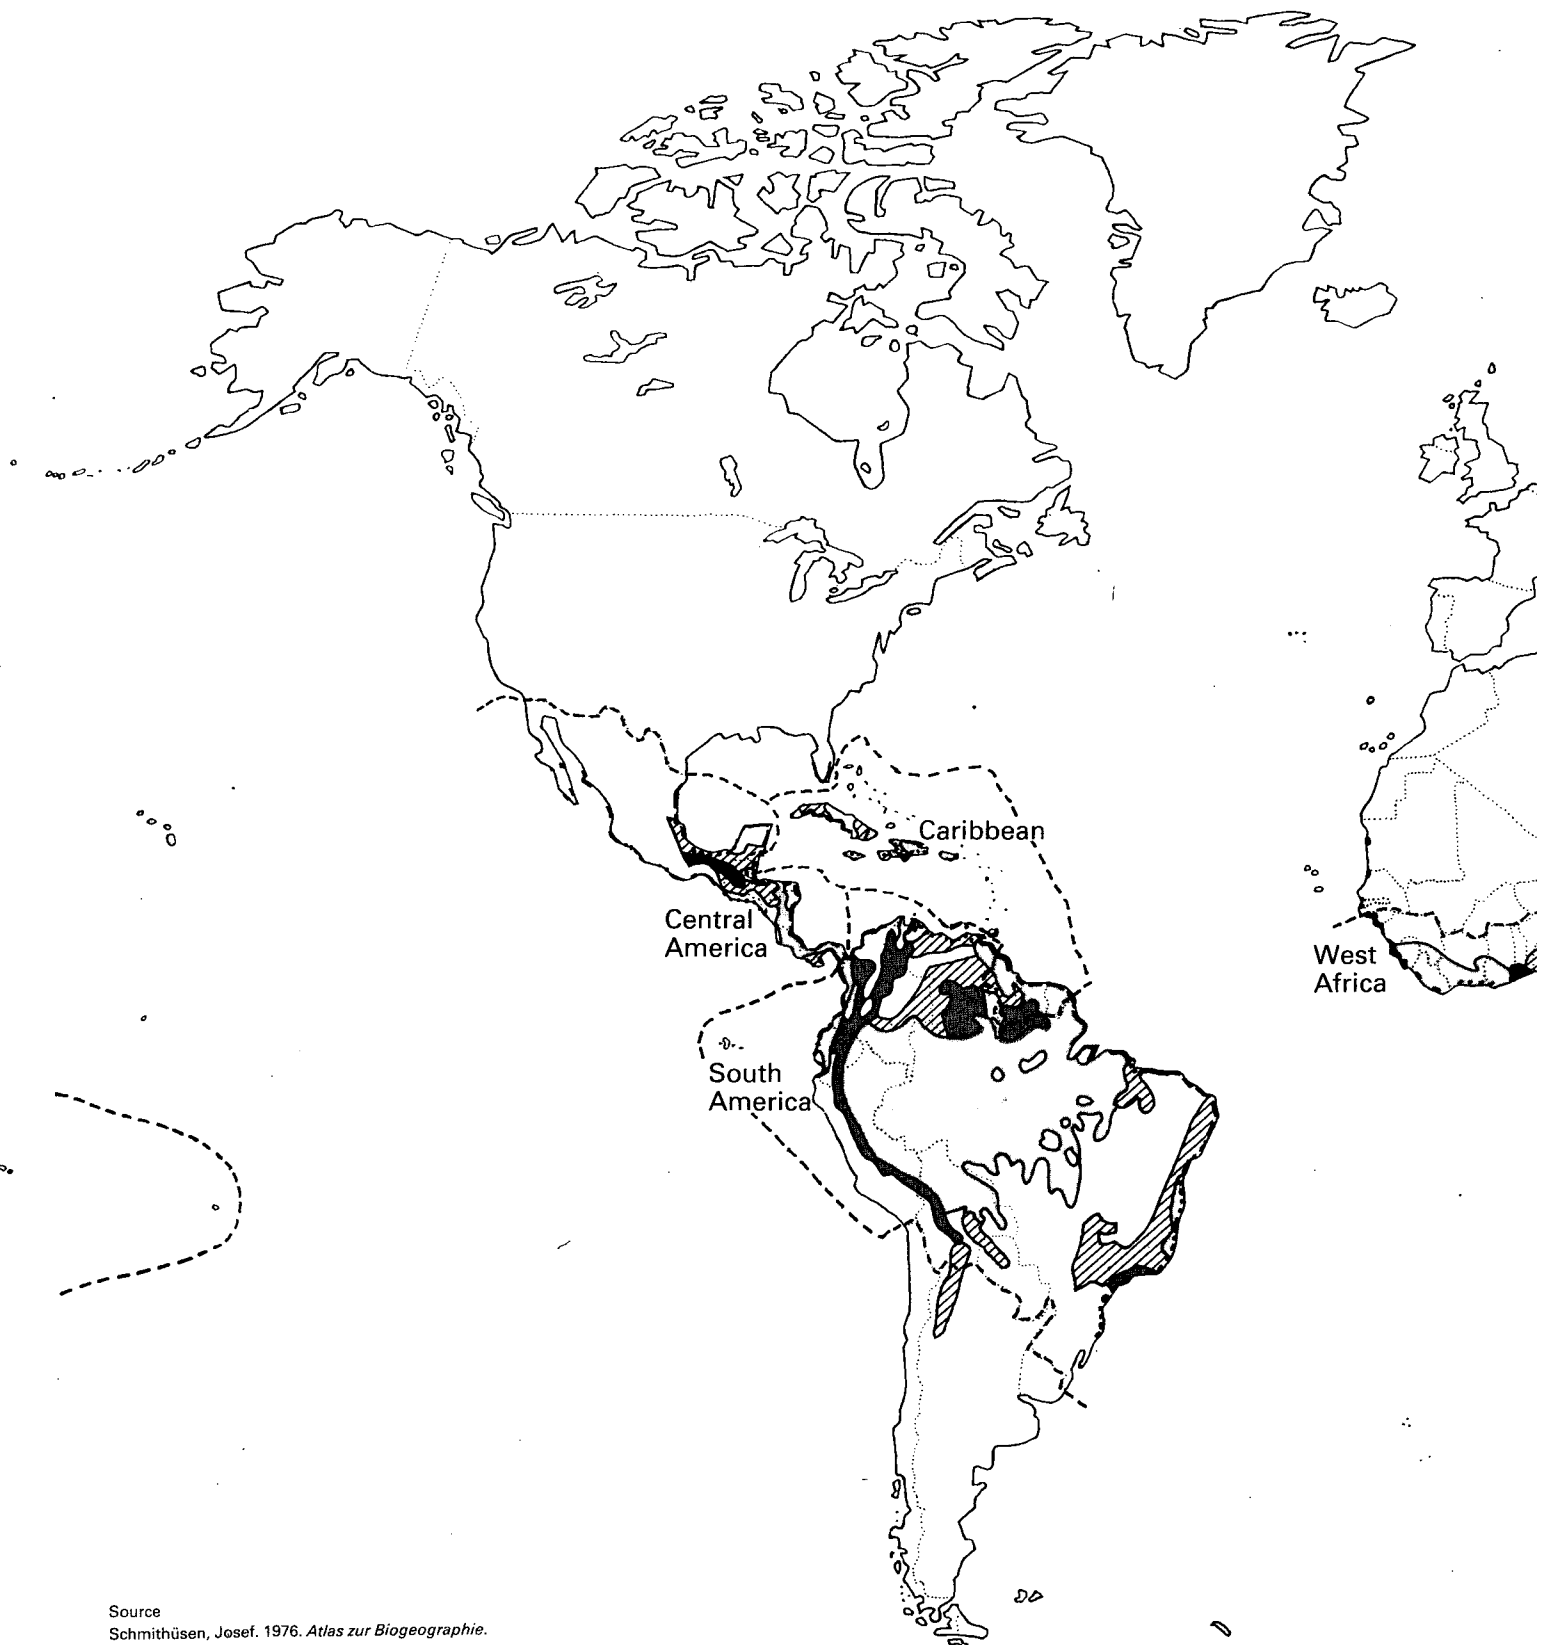 Caribbean
Central
America
West
Africa
South
America
Source
Schmithüsen, Josef. 1976. Atlas zur Biogeographie.